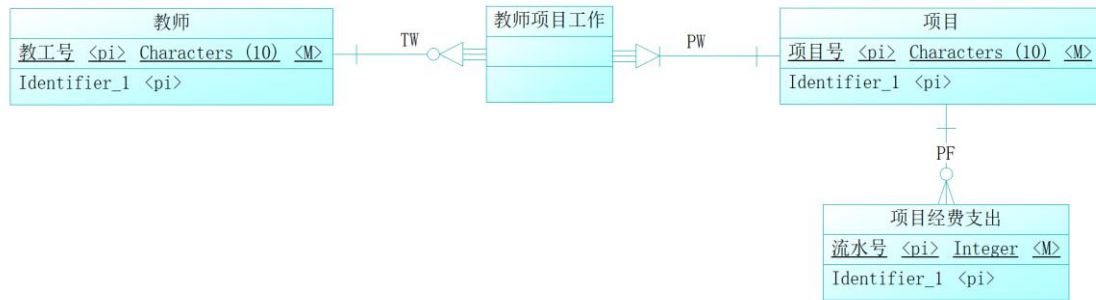 教师
教工号 <pi> Characters (10) <M>
Identifier_1 <pi>
TW
教师项目工作
PW
项目
项目号 <pi> Characters (10) <M>
Identifier_1 <pi>
PF
项目经费支出
流水号 <pi> Integer <M>
Identifier_1 <pi>